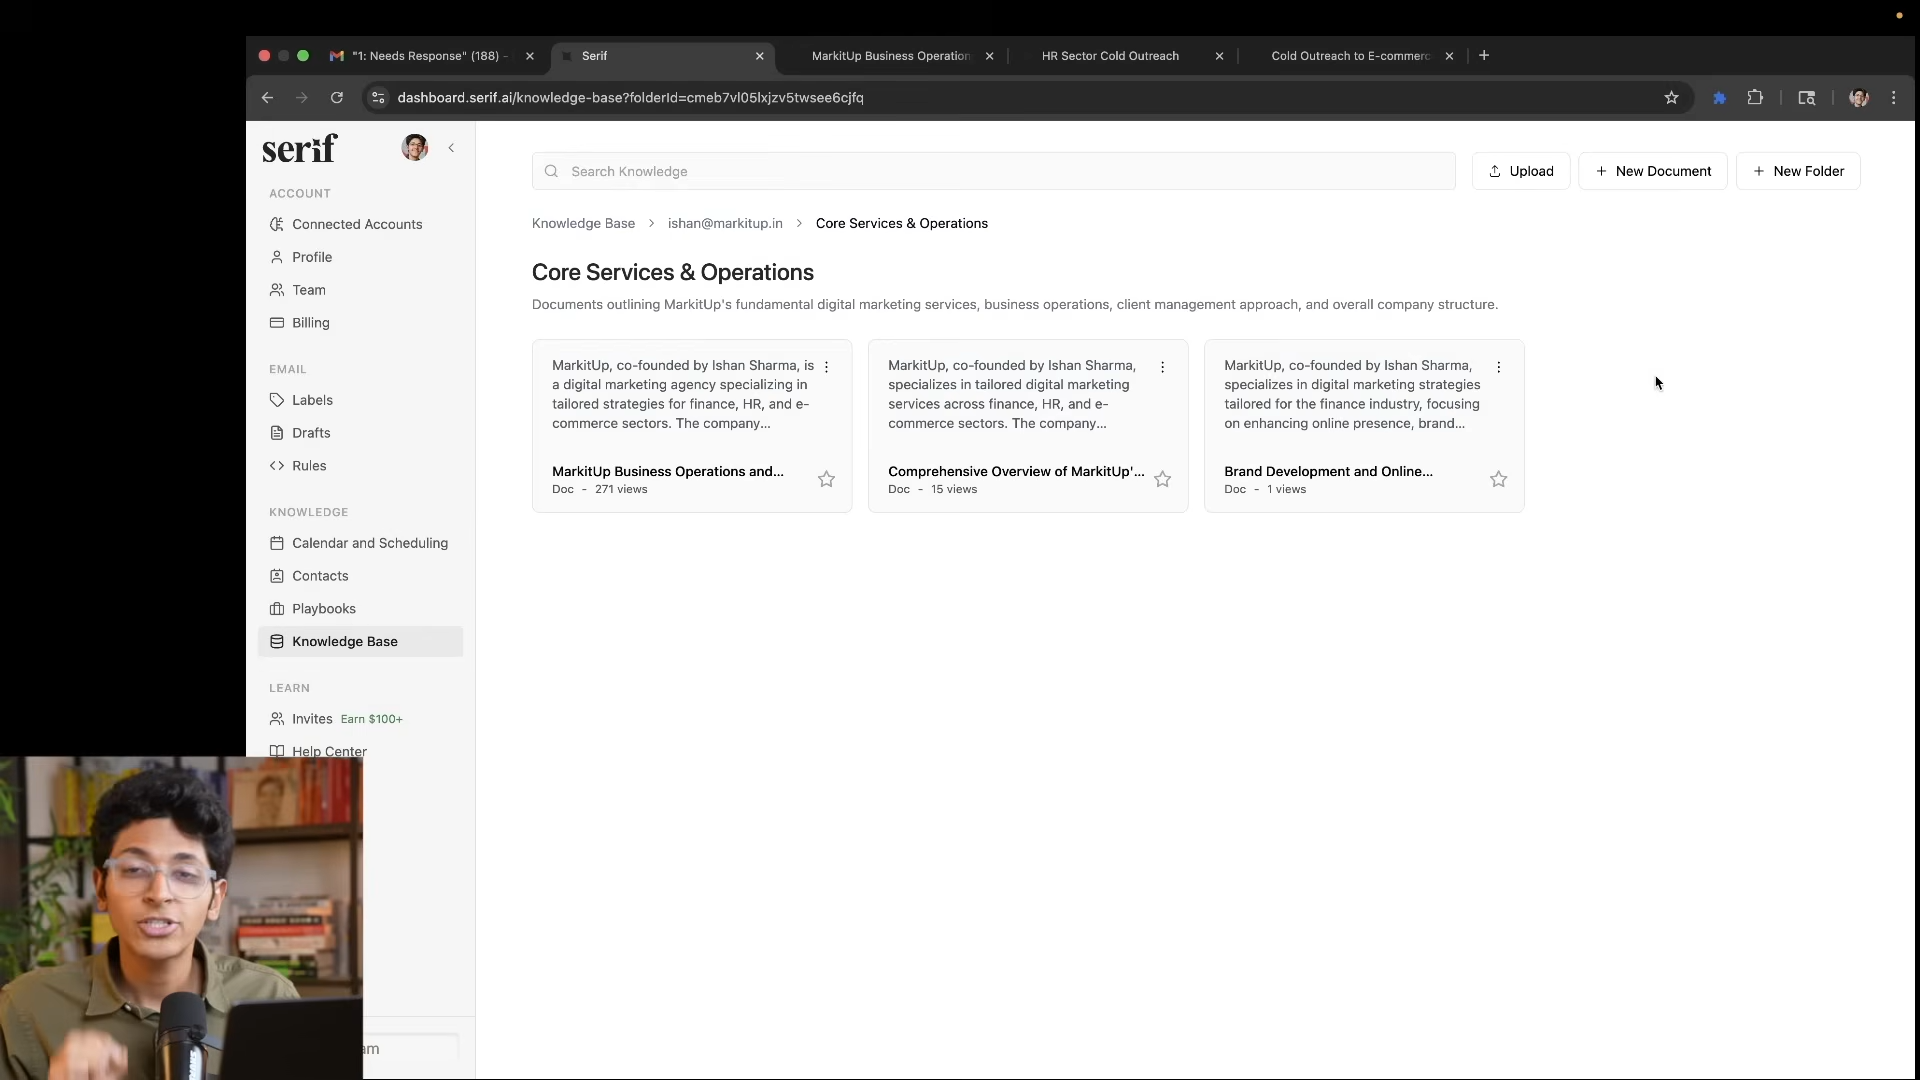 "1: Needs Response" (188) -
Serif
MarkitUp Business Operation
HR Sector Cold Outreach
Cold Outreach to E-commerc
dashboard.serif.ai/knowledge-base?folderId=cmeb7vl05lxjzv5twsee6cjfq
serif
ACCOUNT
Connected Accounts
Profile
Team
Billing
EMAIL
Labels
Drafts
Rules
KNOWLEDGE
Calendar and Scheduling
Contacts
Playbooks
Knowledge Base
LEARN
Invites Earn $100+
Help Center
am
Search Knowledge
Upload
+ New Document
+ New Folder
Knowledge Base > ishan@markitup.in > Core Services & Operations
Core Services & Operations
Documents outlining MarkitUp's fundamental digital marketing services, business operations, client management approach, and overall company structure.
MarkitUp, co-founded by Ishan Sharma, is
a digital marketing agency specializing in
tailored strategies for finance, HR, and e-
commerce sectors. The company...
MarkitUp Business Operations and...
Doc - 271 views
MarkitUp, co-founded by Ishan Sharma,
specializes in tailored digital marketing
services across finance, HR, and e-
commerce sectors. The company...
Comprehensive Overview of MarkitUp'...
Doc - 15 views
MarkitUp, co-founded by Ishan Sharma,
specializes in digital marketing strategies
tailored for the finance industry, focusing
on enhancing online presence, brand...
Brand Development and Online...
Doc - 1 views